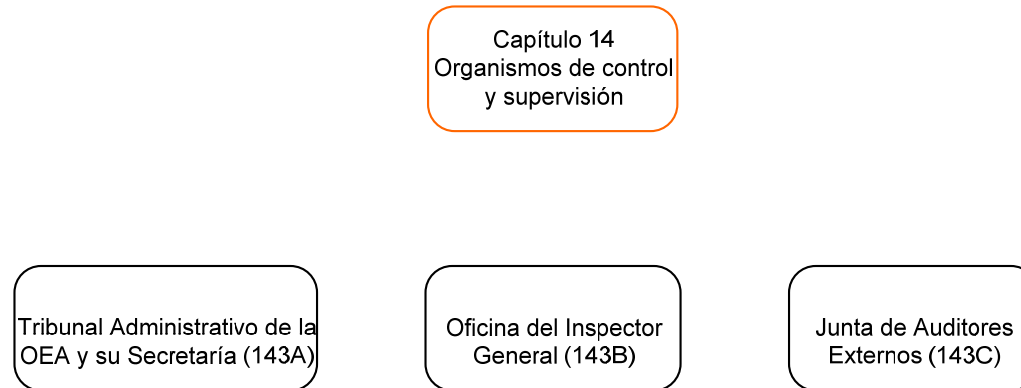 Capítulo 14
Organismos de control
y supervisión
Tribunal Administrativo de la
OEA y su Secretaría (143A)
Oficina del Inspector
General (143B)
Junta de Auditores
Externos (143C)